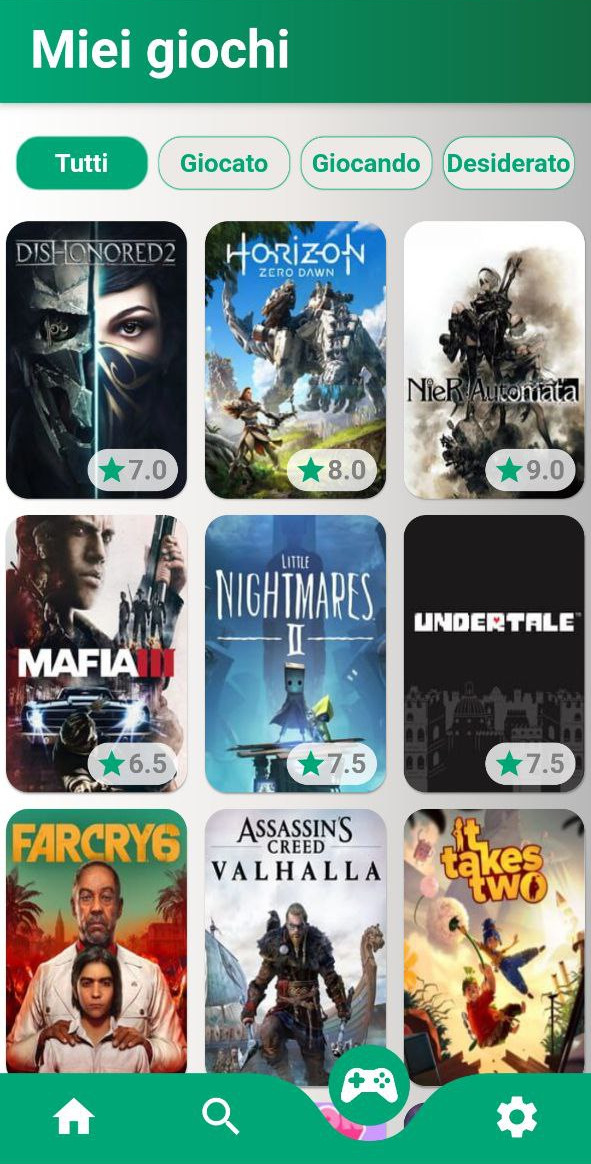 Miei giochi
Tutti
Giocato
Giocando
Desiderato
DISHONORED2
7.0
HORIZON
ZERO DAWN
8.0
NieR:Automata
9.0
MAFIA III
6.5
LITTLE
NIGHTMARES
II
7.5
UNDERTALE
7.5
FARCRY6
ASSASSIN'S
CREED
VALHALLA
it
takes
two